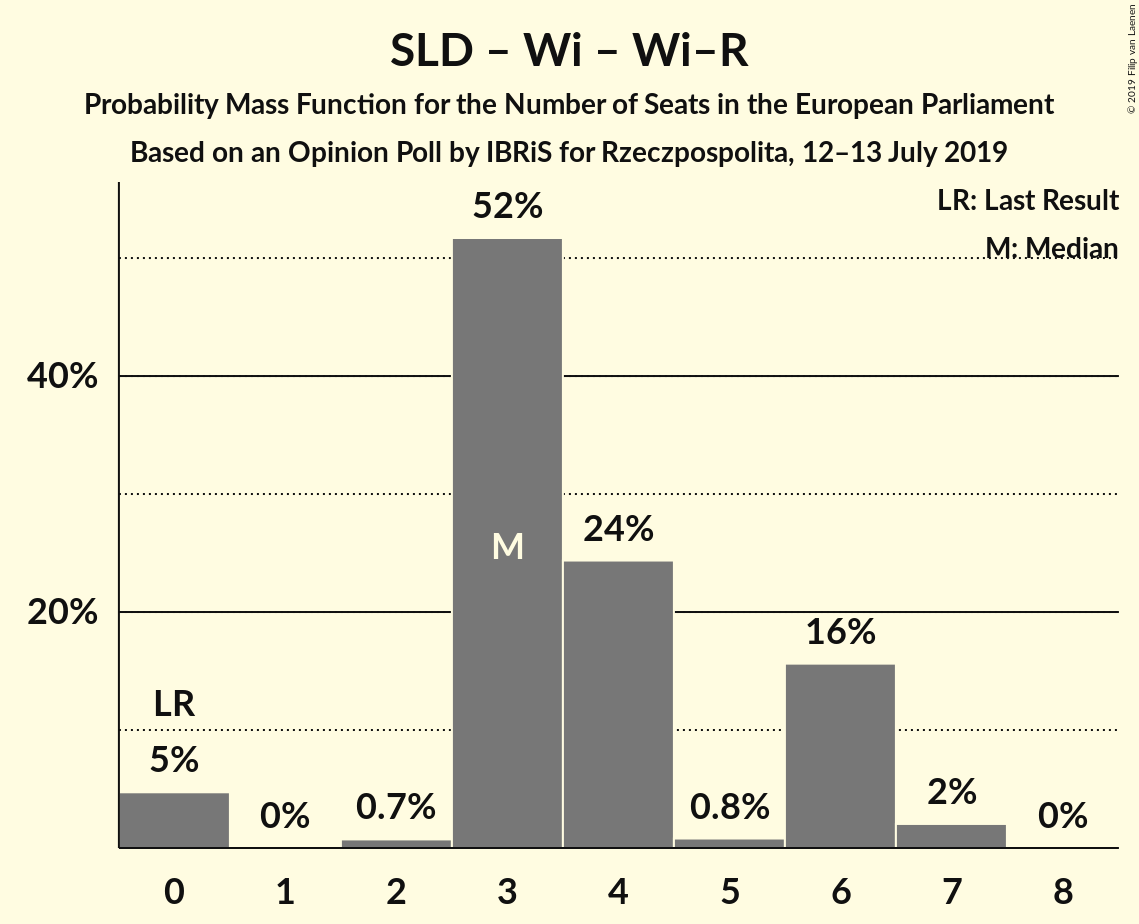 SLD – Wi – Wi–R
Probability Mass Function for the Number of Seats in the European Parliament
Based on an Opinion Poll by IBRiS for Rzeczpospolita, 12–13 July 2019
© 2019 Filip van Laenen
LR: Last Result
M: Median
52%
40%
24%
M
20%
16%
LR
5%
0%
0.7%
0.8%
2%
0%
0 1 2 3 4 5 6 7 8